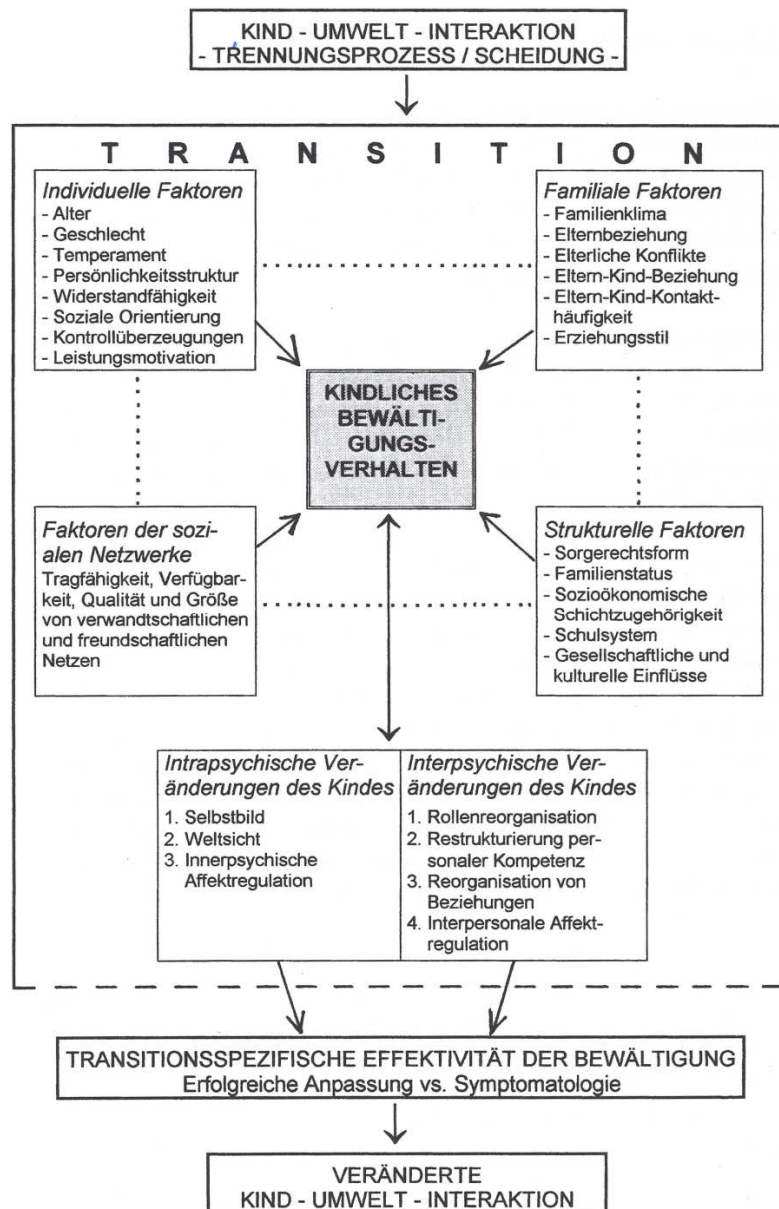 KIND - UMWELT - INTERAKTION
- TRENNUNGSPROZESS / SCHEIDUNG -
T R A N S I T I O N
Individuelle Faktoren
- Alter
- Geschlecht
- Temperament
- Persönlichkeitsstruktur
- Widerstandfähigkeit
- Soziale Orientierung
- Kontrollüberzeugungen
- Leistungsmotivation
Familiale Faktoren
- Familienklima
- Elternbeziehung
- Elterliche Konflikte
- Eltern-Kind-Beziehung
- Eltern-Kind-Kontakt-
häufigkeit
- Erziehungsstil
KINDLICHES
BEWÄLTI-
GUNGS-
VERHALTEN
Faktoren der sozi-
alen Netzwerke
Tragfähigkeit, Verfügbar-
keit, Qualität und Größe
von verwandtschaftlichen
und freundschaftlichen
Netzen
Strukturelle Faktoren
- Sorgerechtsform
- Familienstatus
- Sozioökonomische
Schichtzugehörigkeit
- Schulsystem
- Gesellschaftliche und
kulturelle Einflüsse
Intrapsychische Ver-
änderungen des Kindes
1. Selbstbild
2. Weltsicht
3. Innerpsychische
Affektregulation
Interpsychische Ver-
änderungen des Kindes
1. Rollenreorganisation
2. Restrukturierung per-
sonaler Kompetenz
3. Reorganisation von
Beziehungen
4. Interpersonale Affekt-
regulation
TRANSITIONSSPEZIFISCHE EFFEKTIVITÄT DER BEWÄLTIGUNG
Erfolgreiche Anpassung vs. Symptomatologie
VERÄNDERTE
KIND - UMWELT - INTERAKTION